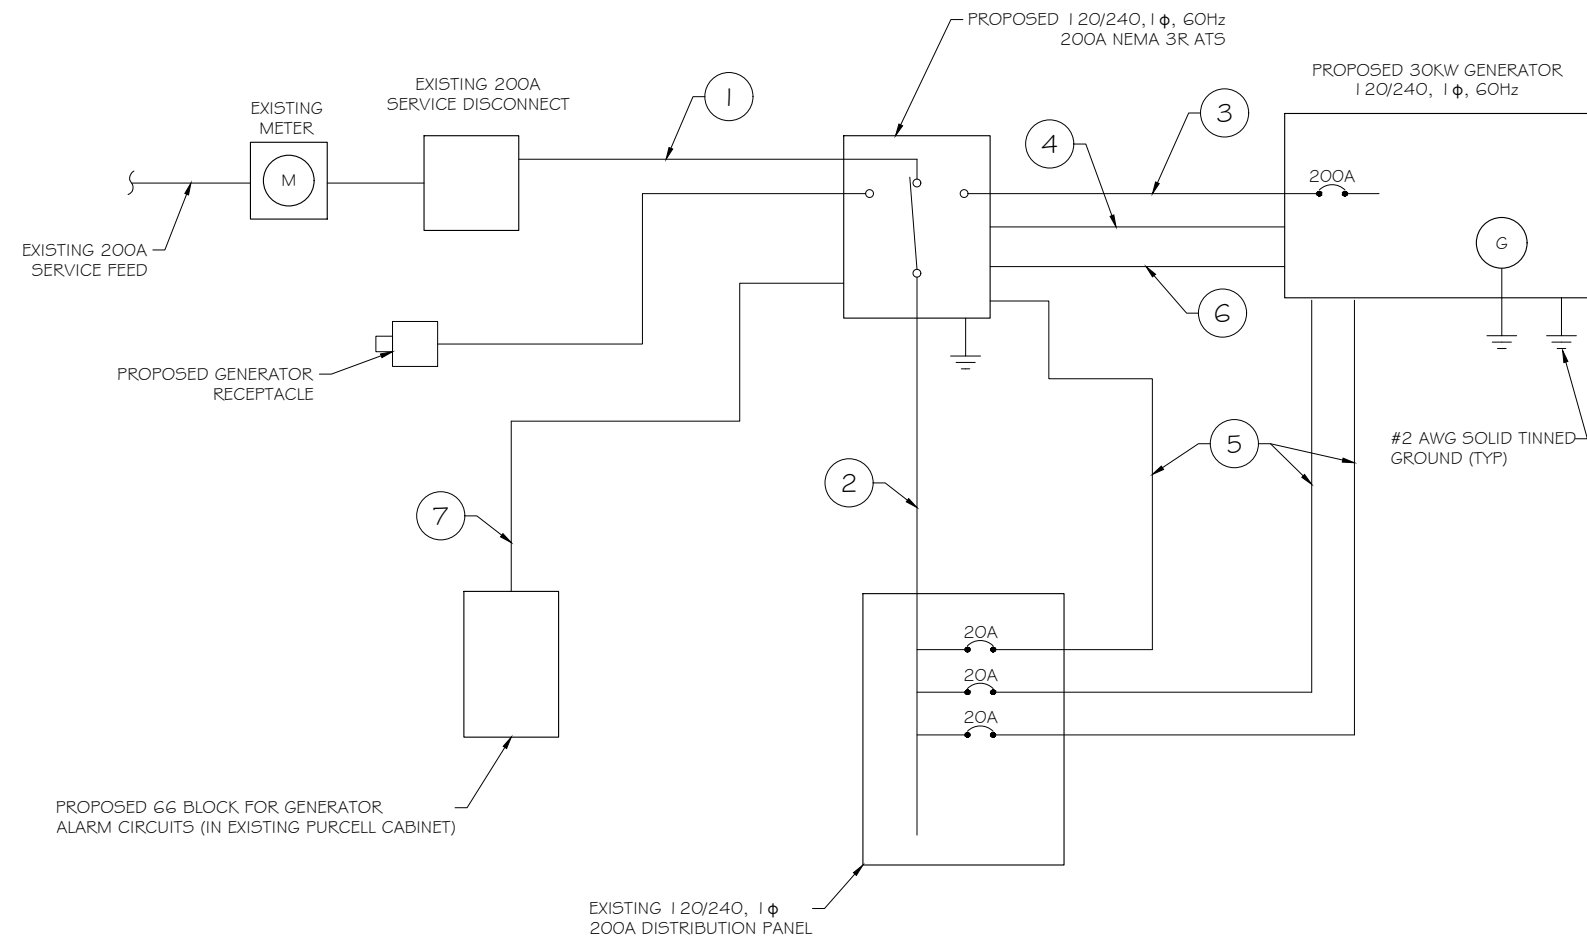 PROPOSED 120/240,1ϕ, 60Hz
200A NEMA 3R ATS
PROPOSED 30KW GENERATOR
120/240, 1ϕ, 60Hz
EXISTING 200A
SERVICE DISCONNECT
EXISTING
METER
1
3
4
M
200A
EXISTING 200A
SERVICE FEED
G
6
PROPOSED GENERATOR
RECEPTACLE
#2 AWG SOLID TINNED
GROUND (TYP)
5
2
7
20A
20A
20A
PROPOSED 66 BLOCK FOR GENERATOR
ALARM CIRCUITS (IN EXISTING PURCELL CABINET)
EXISTING 120/240, 1ϕ
200A DISTRIBUTION PANEL